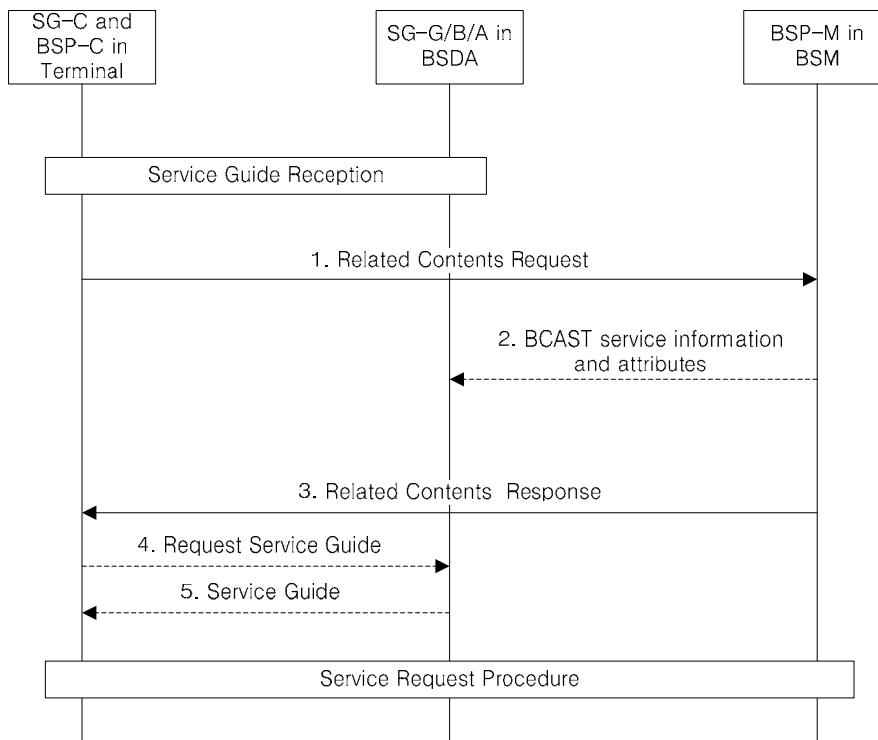 SG-C and
BSP-C in
Terminal
SG-G/B/A in
BSDA
BSP-M in
BSM
Service Guide Reception
1. Related Contents Request
2. BCAST service information
and attributes
3. Related Contents Response
4. Request Service Guide
5. Service Guide
Service Request Procedure